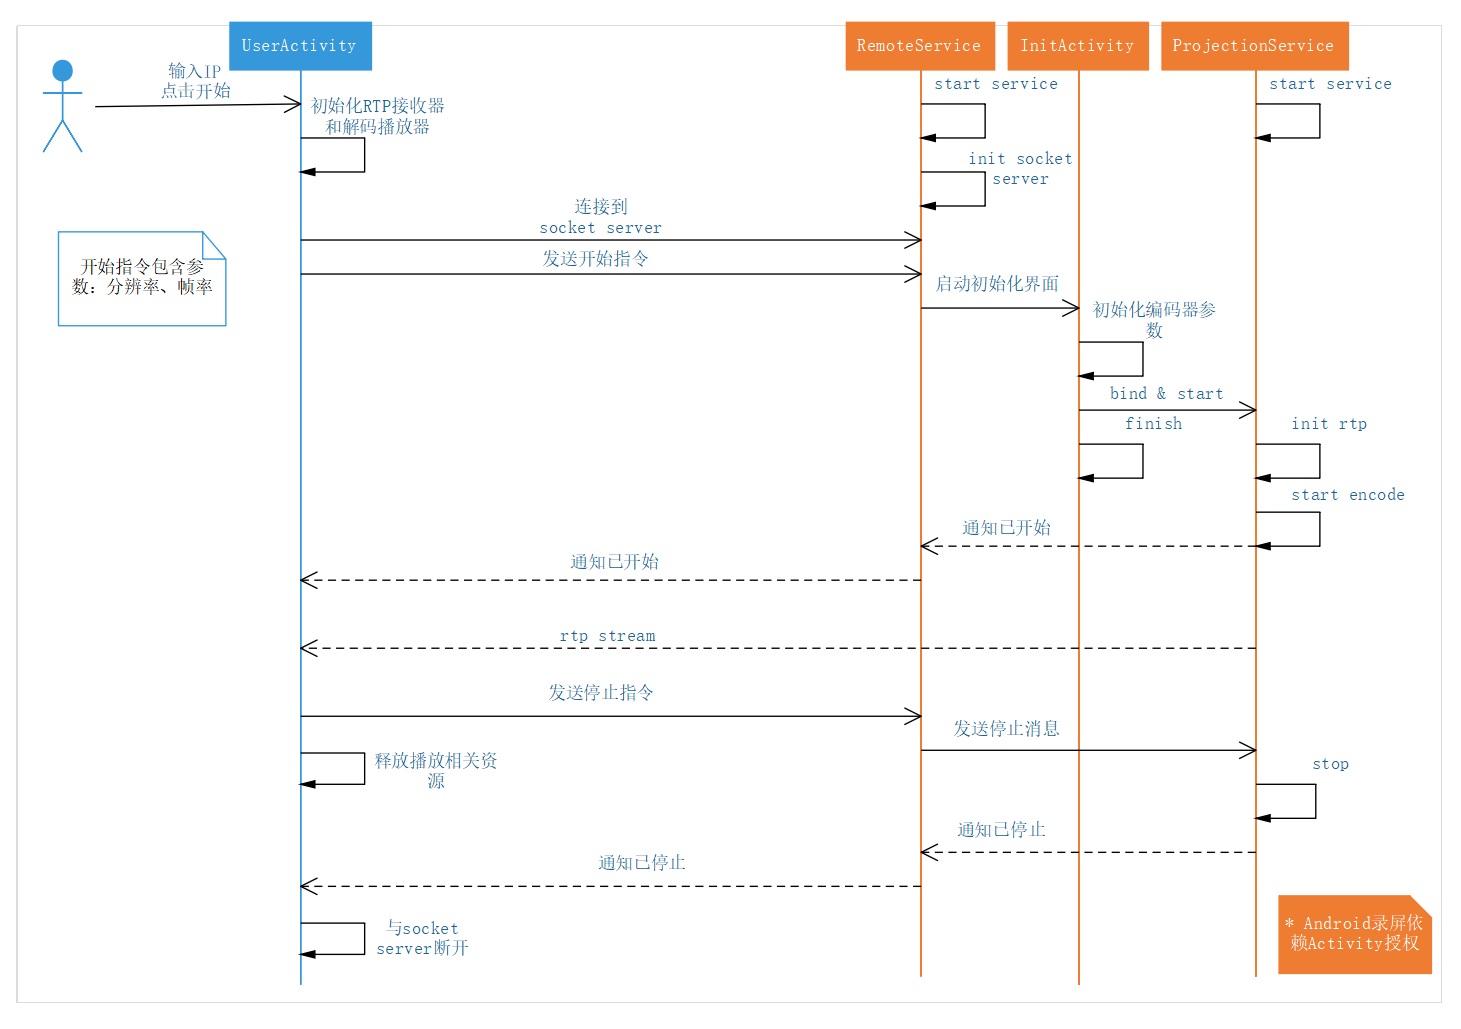 UserActivity
RemoteService
InitActivity
ProjectionService
输入IP
点击开始
start service
start service
初始化RTP接收器
和解码播放器
init socket
server
连接到
socket server
发送开始指令
开始指令包含参
数：分辨率、帧率
启动初始化界面
初始化编码器参
数
bind & start
finish
init rtp
start encode
通知已开始
通知已开始
rtp stream
发送停止指令
发送停止消息
释放播放相关资
源
stop
通知已停止
通知已停止
与socket
server断开
* Android录屏依
赖Activity授权